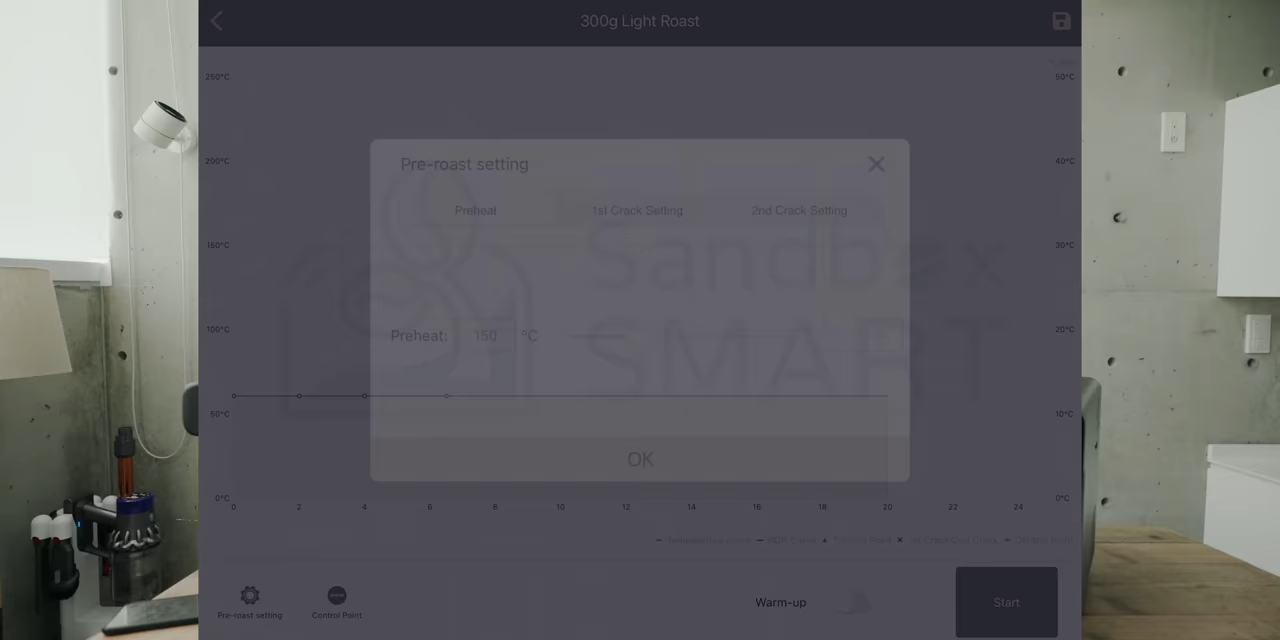 300g Light Roast
250°C
50°C
200°C
40°C
Pre-roast setting
Preheat
1st Crack Setting
2nd Crack Setting
Sandbox
150°C
30°C
SMART
100°C
20°C
Preheat: 150 °C
50°C
10°C
OK
0°C
0°C
0 2 4 6 8 10 12 14 16 18 20 22 24
Pre-roast setting
Control Point
Warm-up
Start